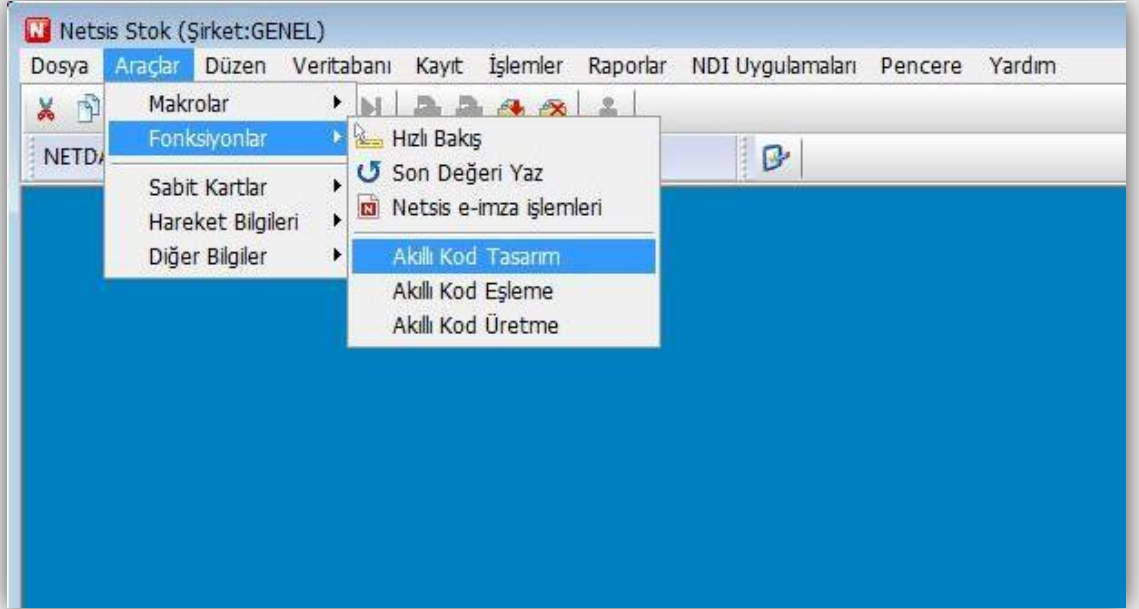 Netsis Stok (Şirket:GENEL)
Dosya Araçlar Düzen Veritabanı Kayıt İşlemler Raporlar NDI Uygulamaları Pencere Yardım
Makrolar
Fonksiyonlar
Sabit Kartlar
Hareket Bilgileri
Diğer Bilgiler
Hızlı Bakış
Son Değeri Yaz
Netsis e-imza işlemleri
Akıllı Kod Tasarım
Akıllı Kod Eşleme
Akıllı Kod Üretme